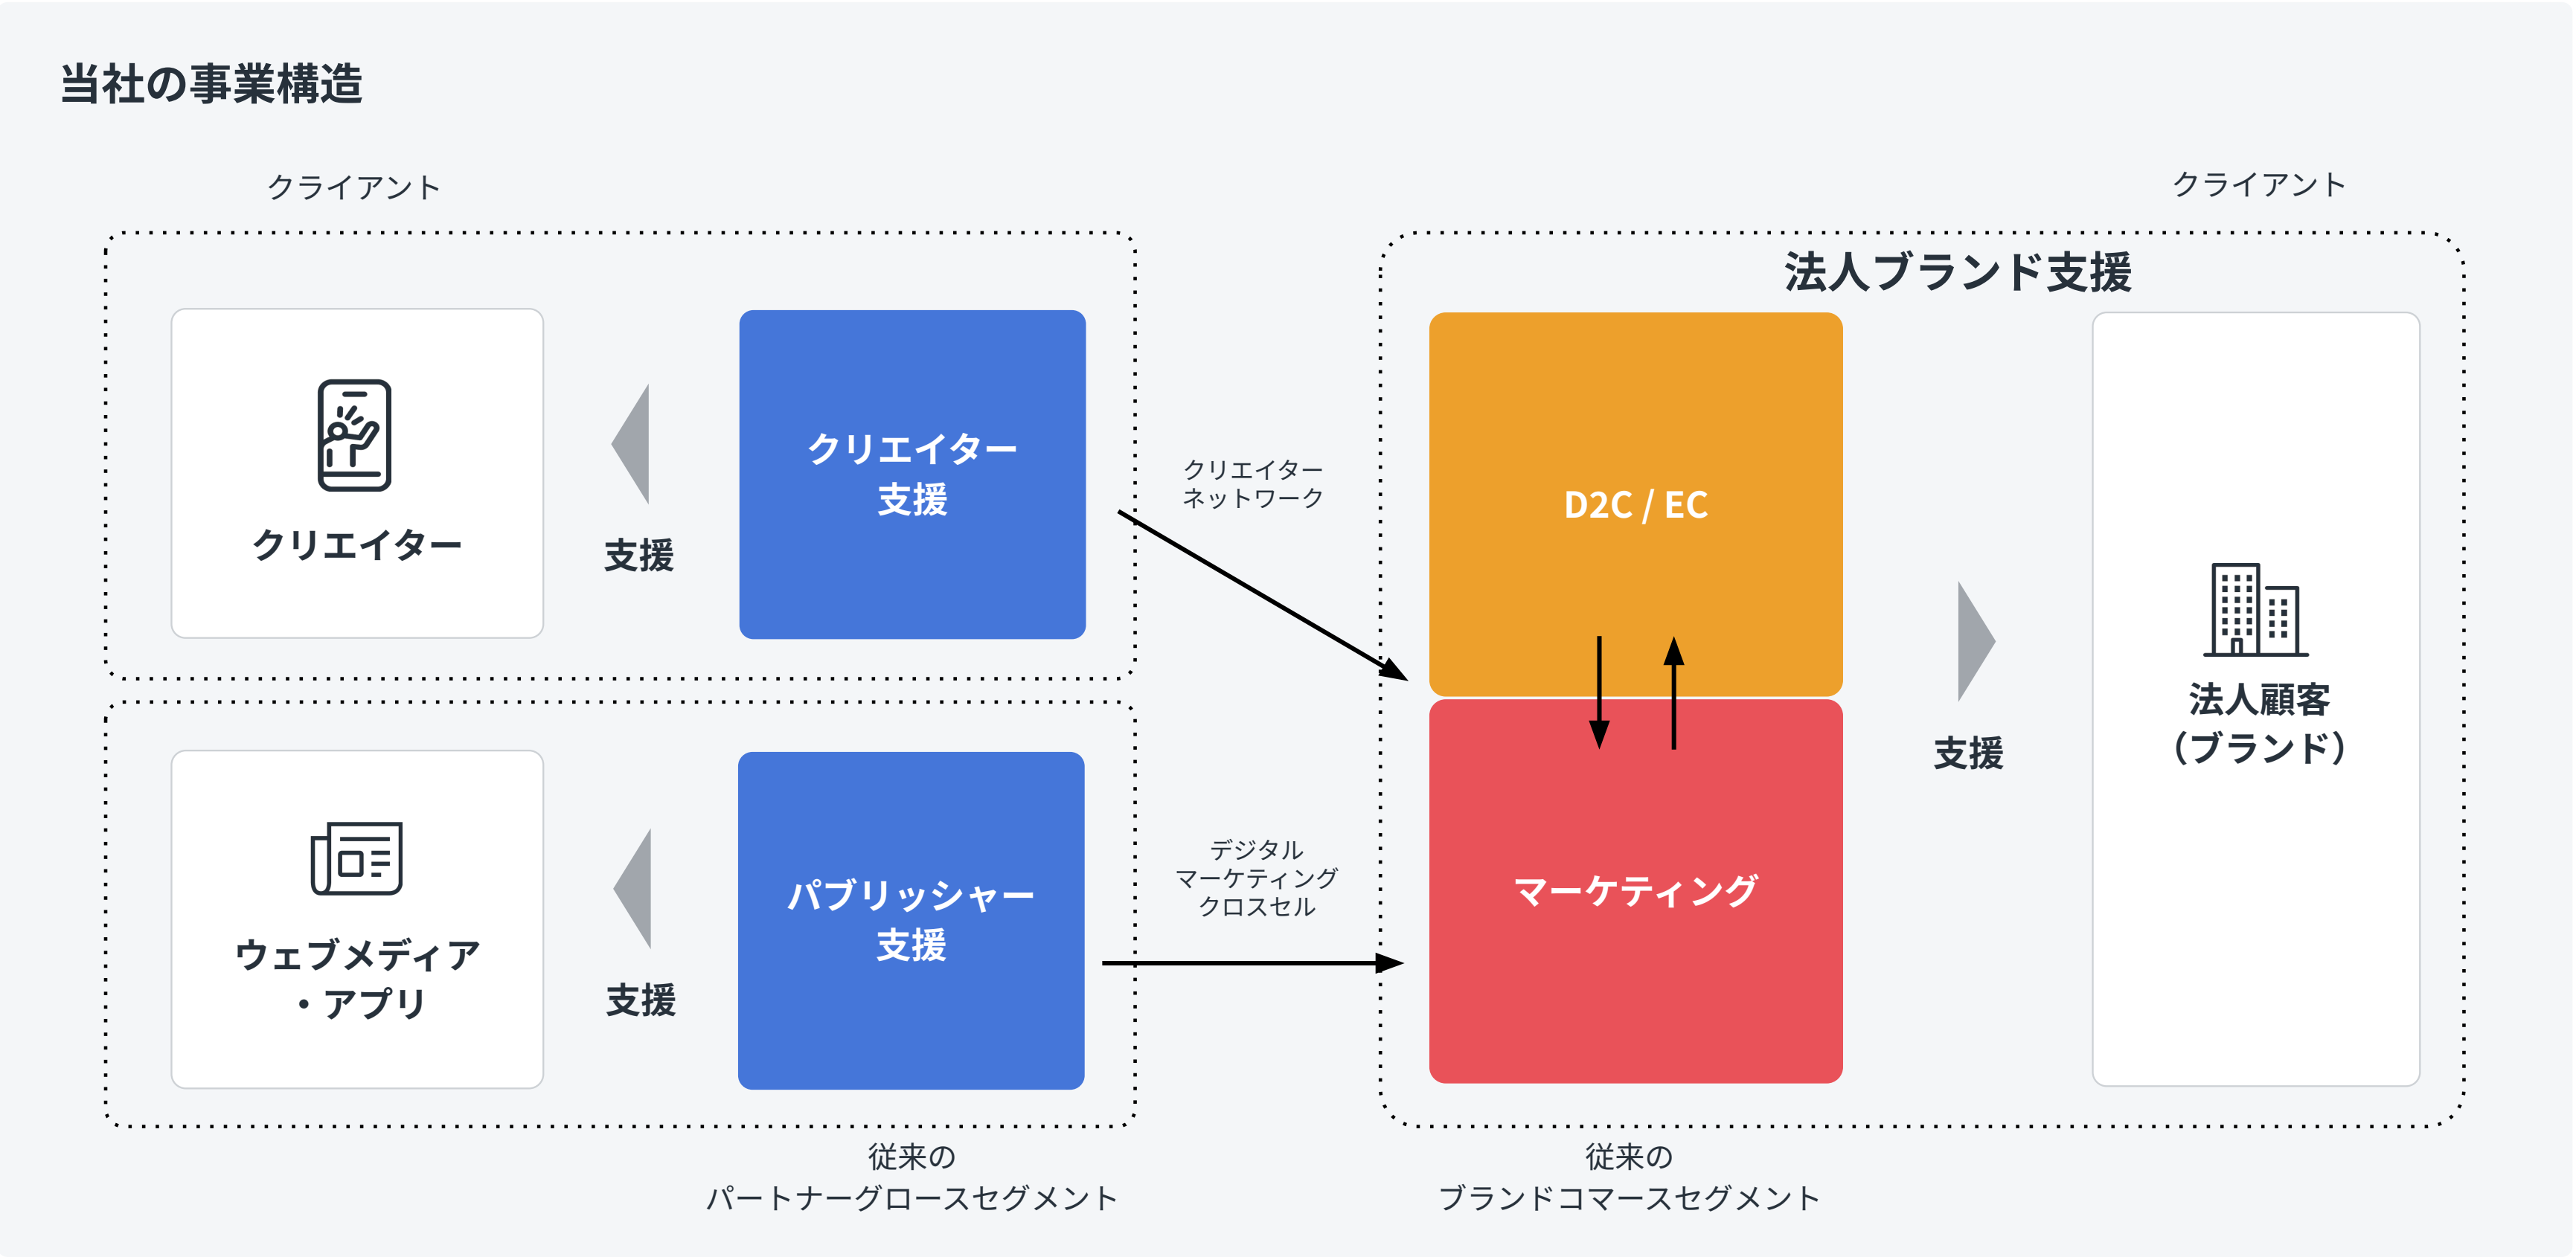 当社の事業構造
クライアント
クライアント
法人ブランド支援
クリエイター
支援
クリエイター
支援
クリエイター
ネットワーク
D2C / EC
ウェブメディア
・アプリ
支援
パブリッシャー
支援
デジタル
マーケティング
クロスセル
マーケティング
支援
法人顧客
（ブランド）
従来の
パートナーグロースセグメント
従来の
ブランドコマースセグメント